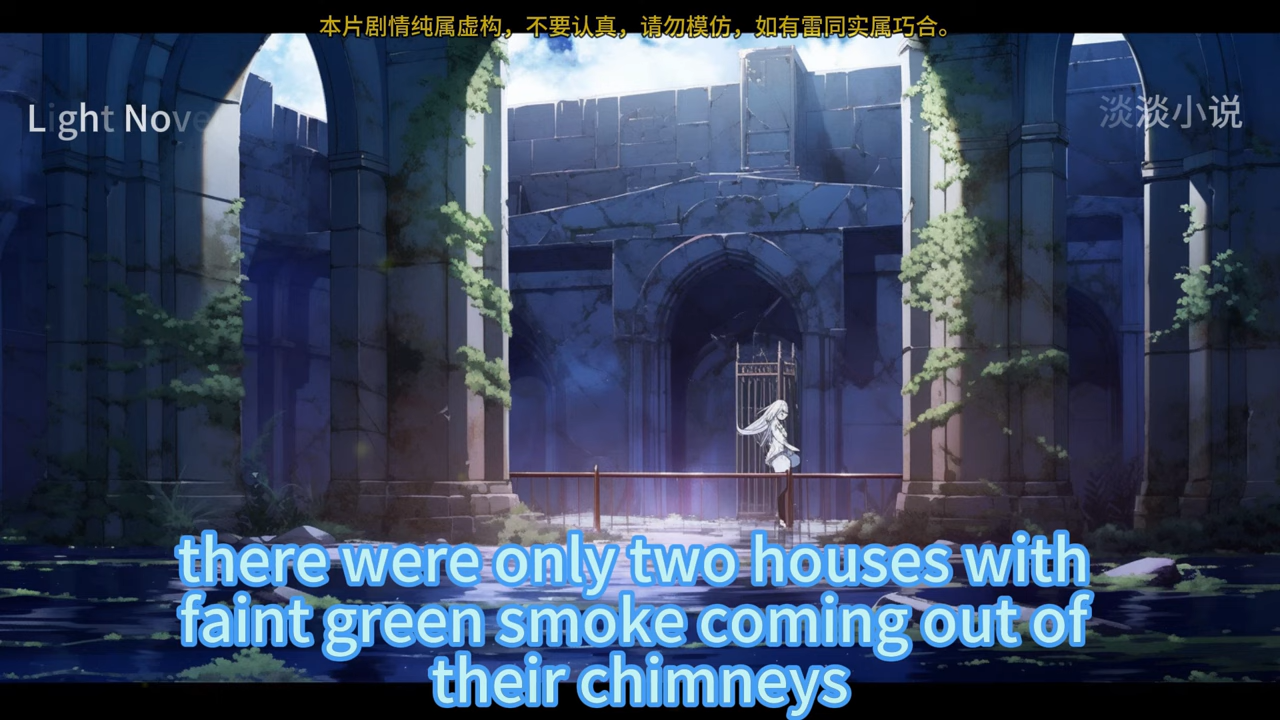 本片剧情纯属虚构，不要认真，请勿模仿，如有雷同实属巧合。
Light Nove
淡淡小说
there were only two houses with
faint green smoke coming out of
their chimneys